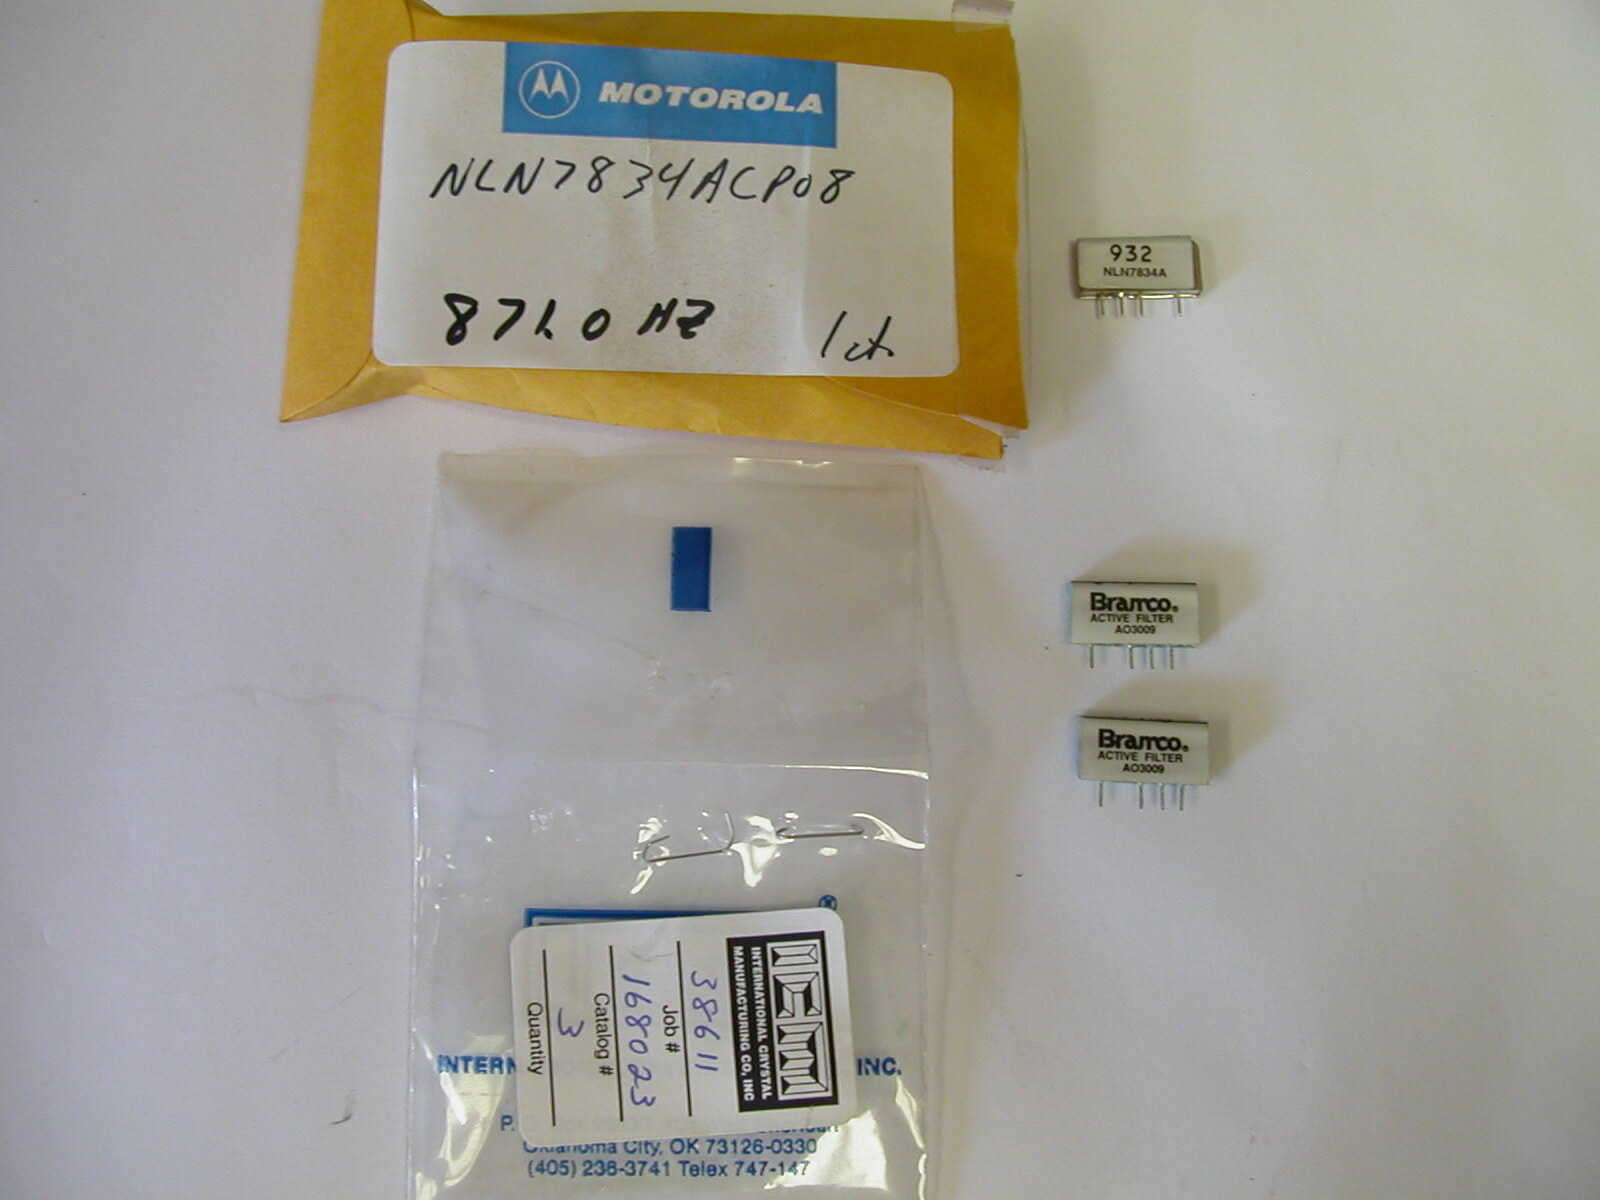 MOTOROLA
NLN7834ACP08
871.0 HZ
1 ct.
932
NLN7834A
Bramco®
ACTIVE FILTER
AO3009
Bramco®
ACTIVE FILTER
AO3009
ICM
INTERNATIONAL CRYSTAL
MANUFACTURING CO, INC
38611
Job #
168023
Catalog #
3
Quantity
®
INTERN
INC.
P.
Oklahoma City, OK 73126-0330
(405) 236-3741 Telex 747-147